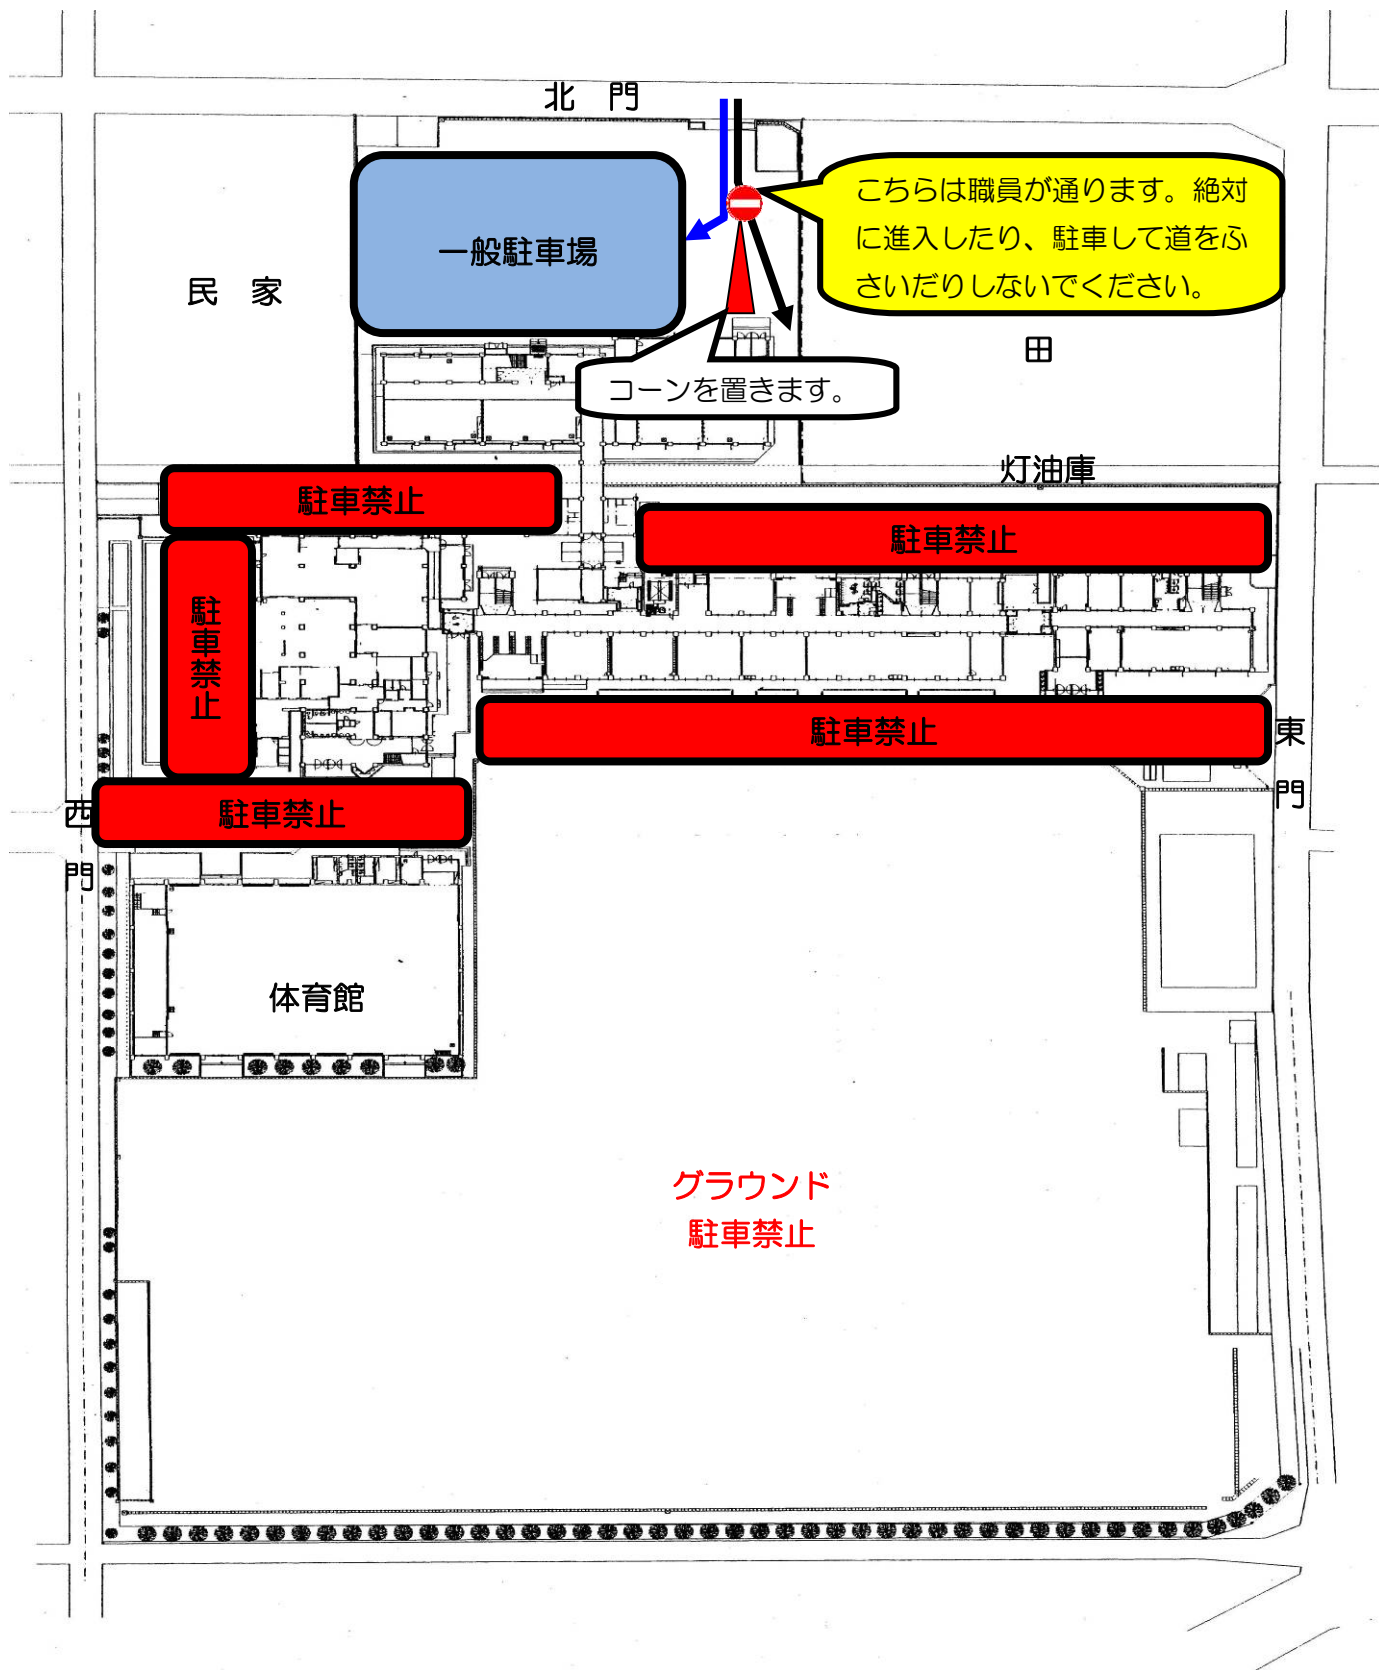 北 門
こちらは職員が通ります。絶対
に進入したり、駐車して道をふ
さいだりしないでください。
一般駐車場
民 家
田
コーンを置きます。
灯油庫
駐車禁止
駐車禁止
駐車禁止
駐車禁止
東門
駐車禁止
西門
体育館
グラウンド
駐車禁止